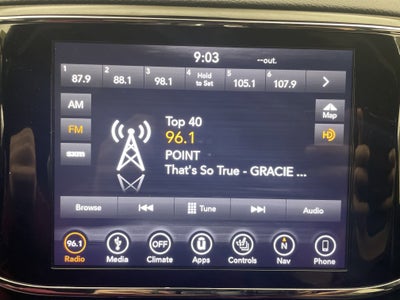 9:03 --out.
1 87.9 2 88.1 3 98.1 4 Hold to Set 5 105.1 6 107.9
AM
FM
sxm
Top 40
96.1
POINT
That's So True - GRACIE ...
Map
HD
Browse Tune Audio
96.1 OFF N
Radio Media Climate Apps Controls Nav Phone